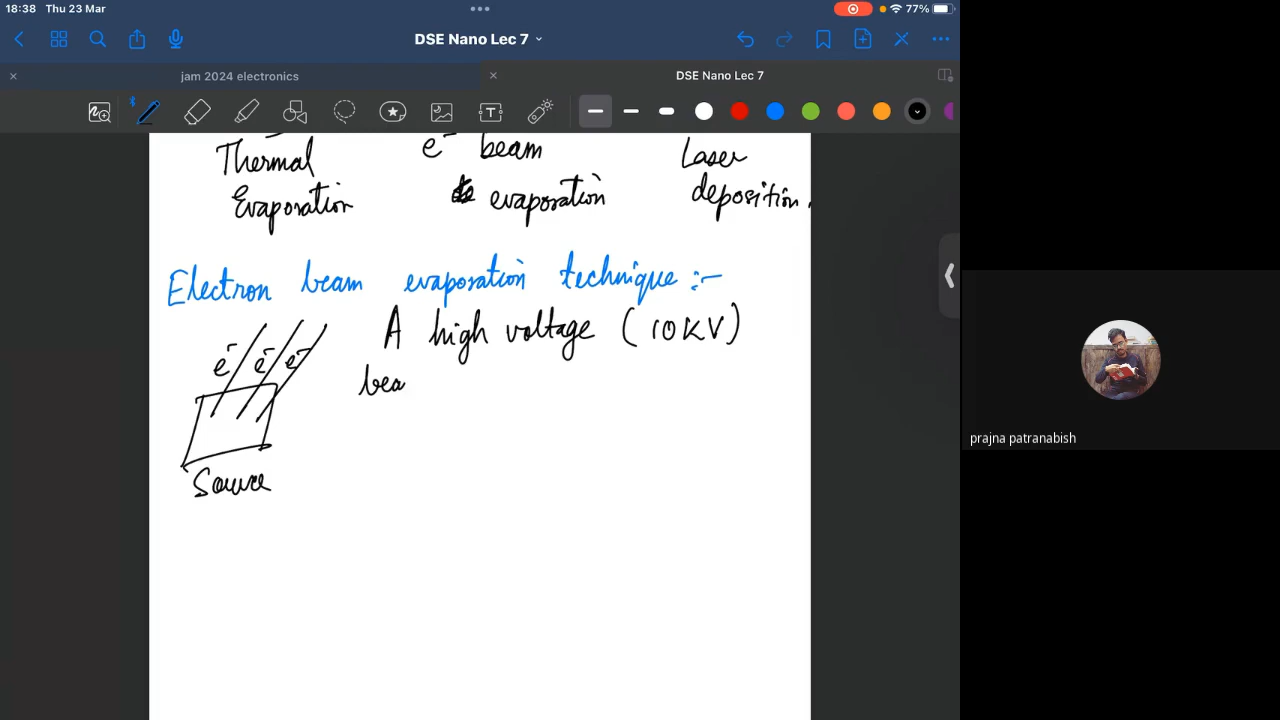 18:38 Thu 23 Mar
77%
DSE Nano Lec 7
jam 2024 electronics
DSE Nano Lec 7
Thermal
Evaporation
e⁻ beam
evaporation
Laser
deposition.
Electron beam evaporation technique :-
A high voltage (10KV)
bea
e⁻ e⁻ e⁻
Source
prajna patranabish